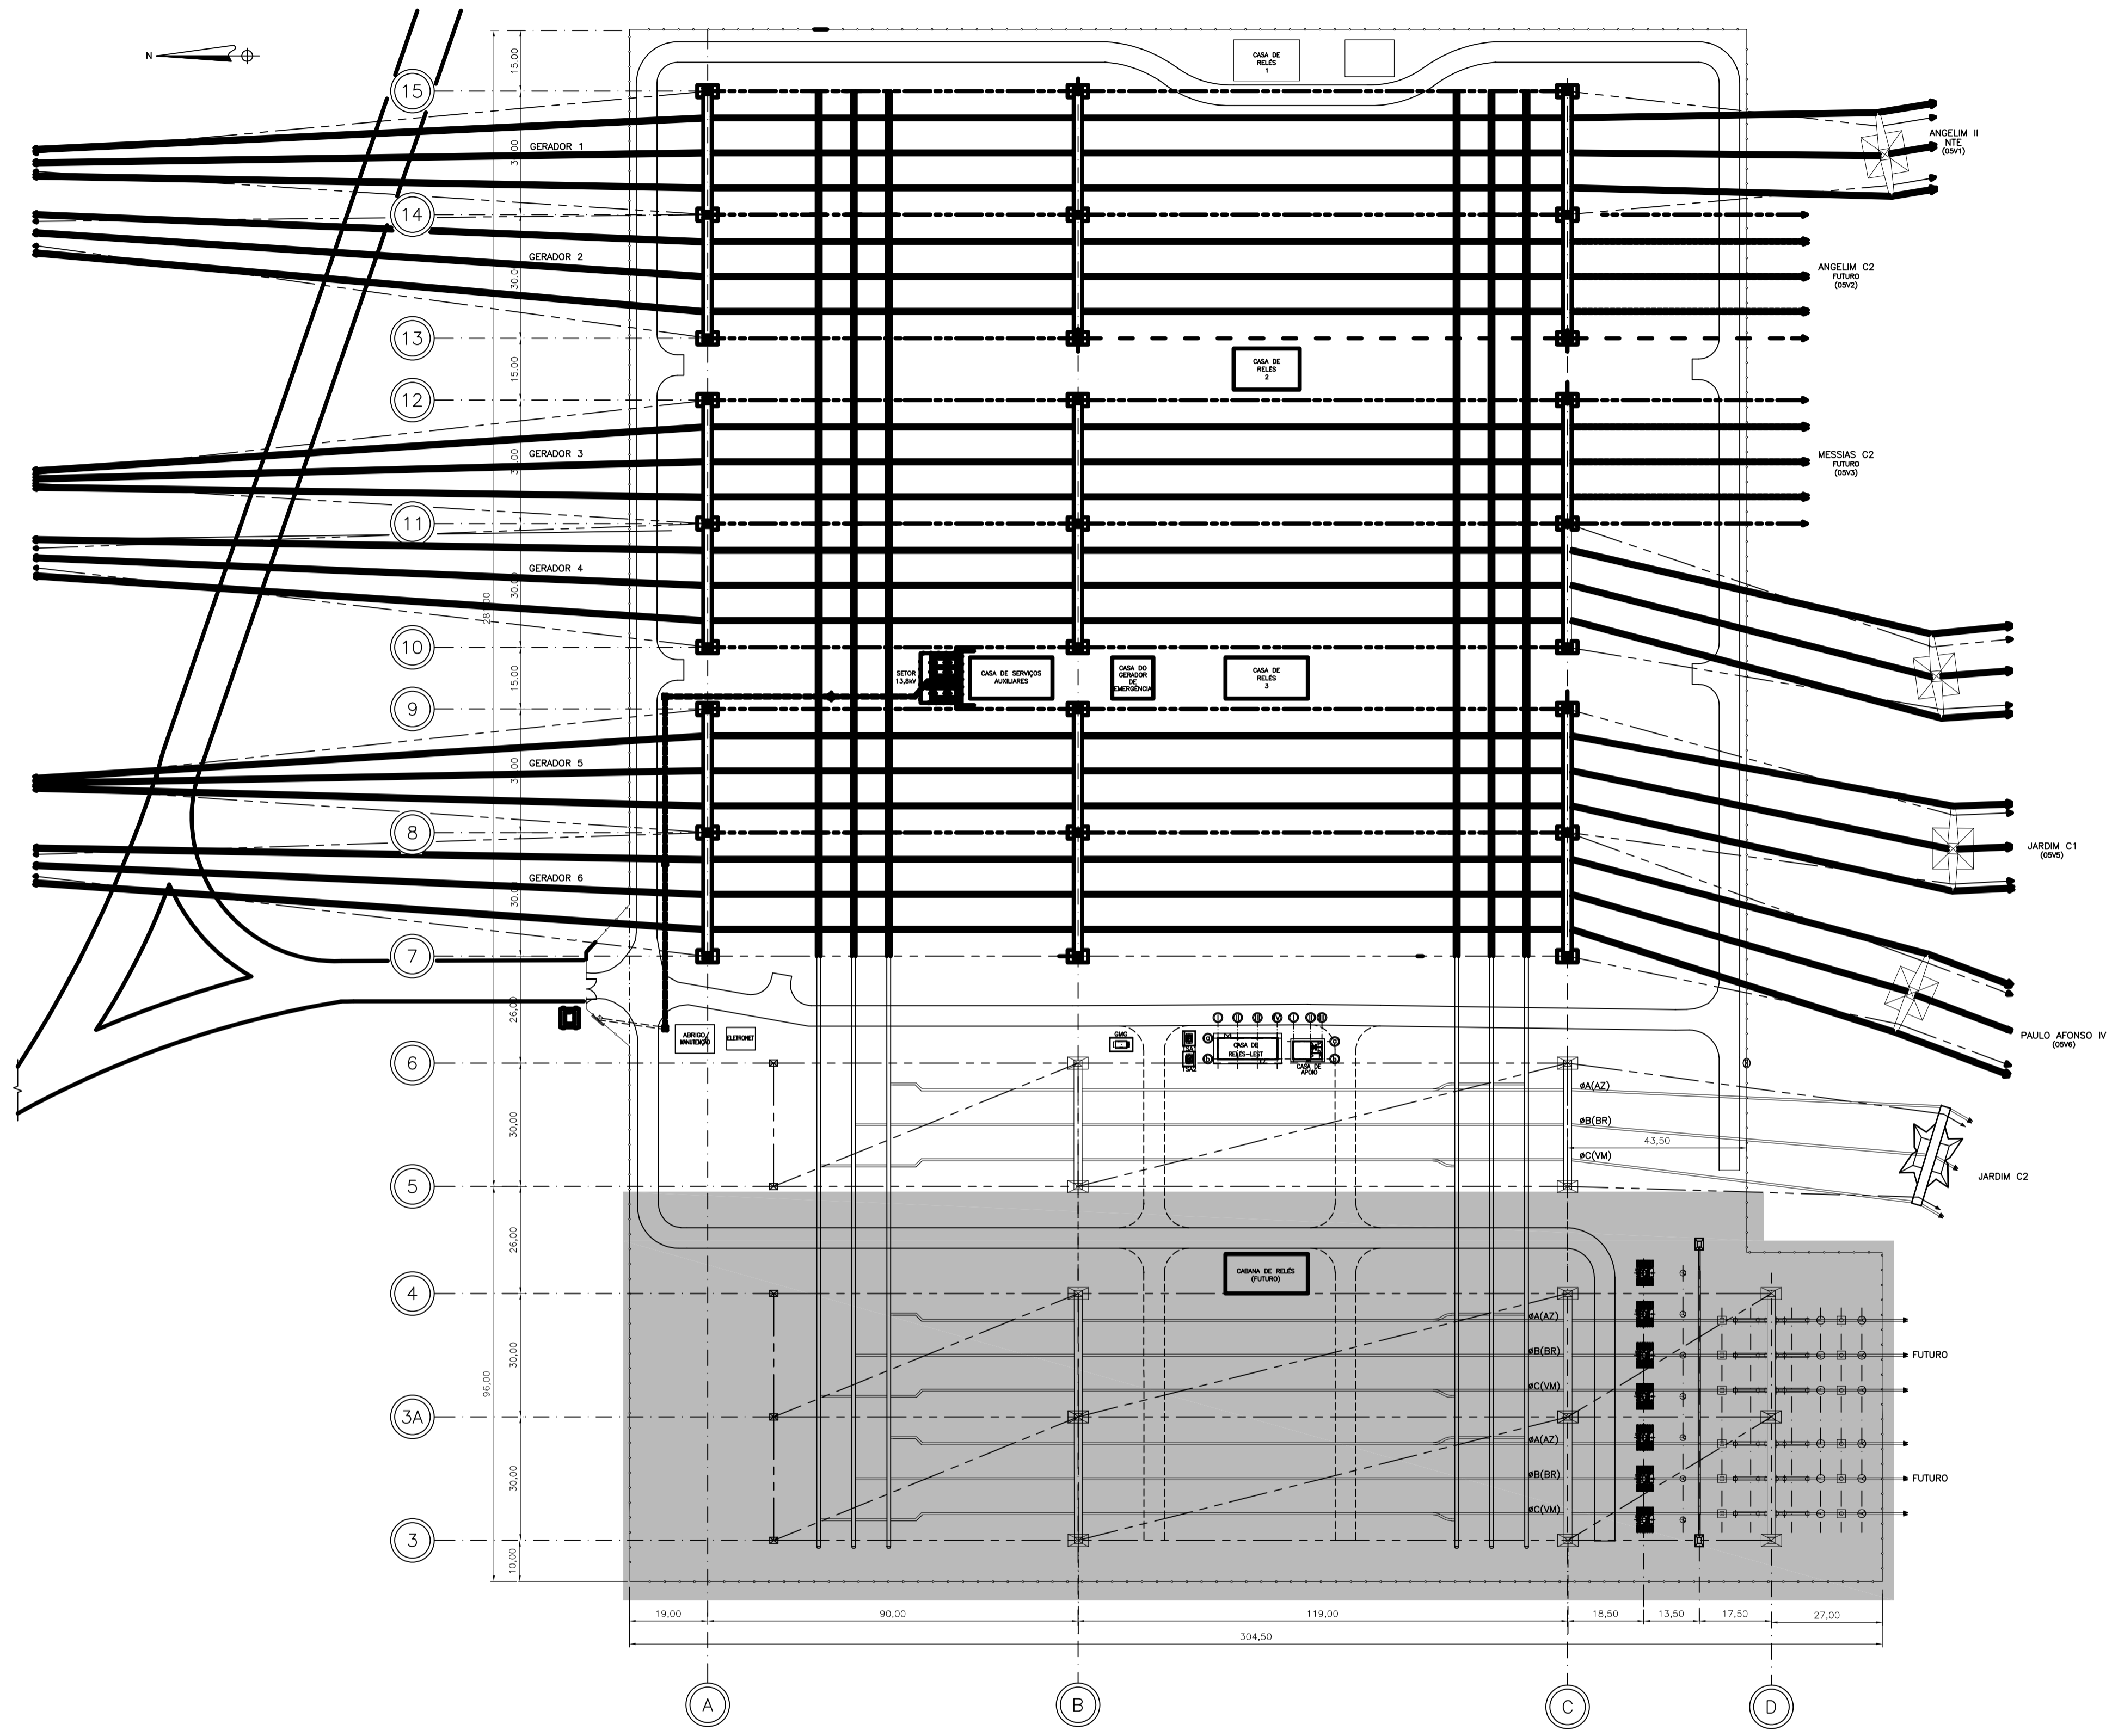 N
15
14
13
12
11
10
9
8
7
6
5
4
3A
3
15,00
30,00
15,00
30,00
15,00
30,00
26,00
30,00
26,00
30,00
30,00
10,00
96,00
CASA DE
RELÉS
1
GERADOR 1
GERADOR 2
GERADOR 3
GERADOR 4
GERADOR 5
GERADOR 6
ANGELIM II
NTE
(05V1)
ANGELIM C2
FUTURO
(05V2)
CASA DE
RELÉS
2
MESSIAS C2
FUTURO
(05V3)
SETOR
13,8kV
CASA DE SERVIÇOS
AUXILIARES
CASA DO
GERADOR
DE
EMERGÊNCIA
CASA DE
RELÉS
3
JARDIM C1
(05V5)
PAULO AFONSO IV
(05V6)
ABRIGO
MANUTENÇÃO
ELETRONET
GMG
TSA2
CASA DE
RELÉS-LEST
CASA DE
APOIO
øA(AZ)
øB(BR)
øC(VM)
43,50
JARDIM C2
CABANA DE RELÉS
(FUTURO)
øA(AZ)
øB(BR)
FUTURO
øC(VM)
øA(AZ)
øB(BR)
FUTURO
øC(VM)
19,00
90,00
119,00
18,50
13,50
17,50
27,00
304,50
A
B
C
D